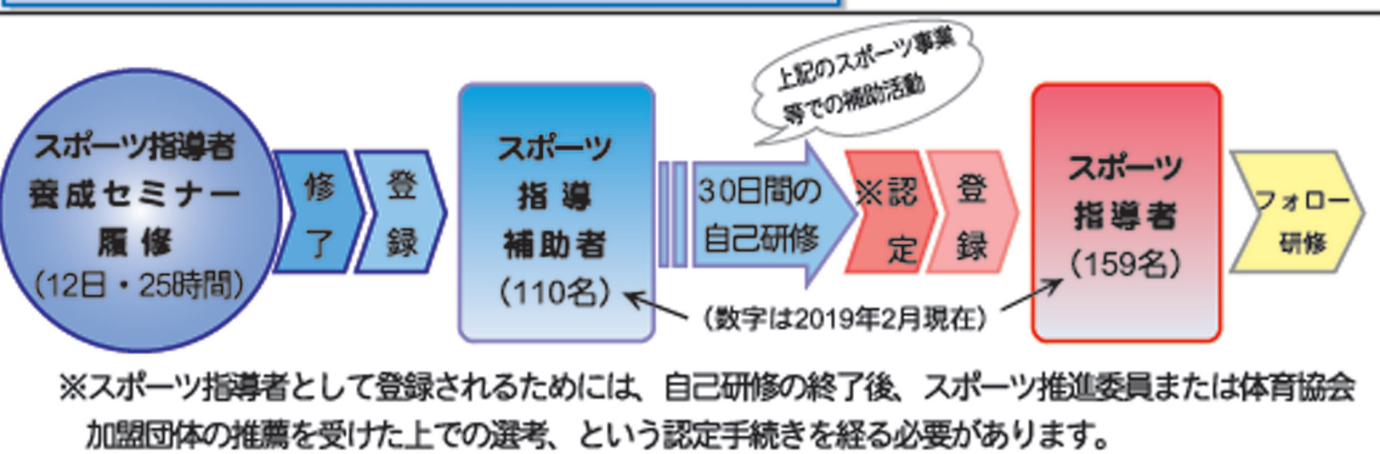 スポーツ指導者
養成セミナー
履修
（12日・25時間）
修
了
登
録
スポーツ
指導
補助者
（110名）
上記のスポーツ事業
等での補助活動
30日間の
自己研修
※認
定
登
録
スポーツ
指導者
（159名）
フォロー
研修
（数字は2019年2月現在）
※スポーツ指導者として登録されるためには、自己研修の終了後、スポーツ推進委員または体育協会
加盟団体の推薦を受けた上での選考、という認定手続きを経る必要があります。